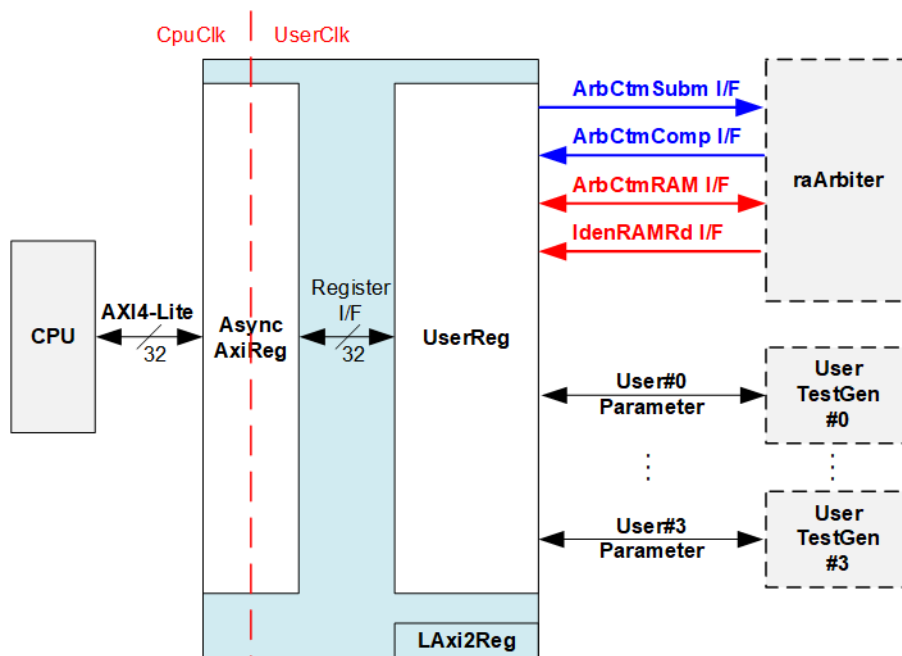 CpuClk
UserClk
ArbCtmSubm I/F
ArbCtmComp I/F
ArbCtmRAM I/F
IdenRAMRd I/F
raArbiter
CPU
AXI4-Lite
32
Async
AxiReg
Register
I/F
32
UserReg
User#0
Parameter
User
TestGen
#0
User#3
Parameter
User
TestGen
#3
LAxi2Reg